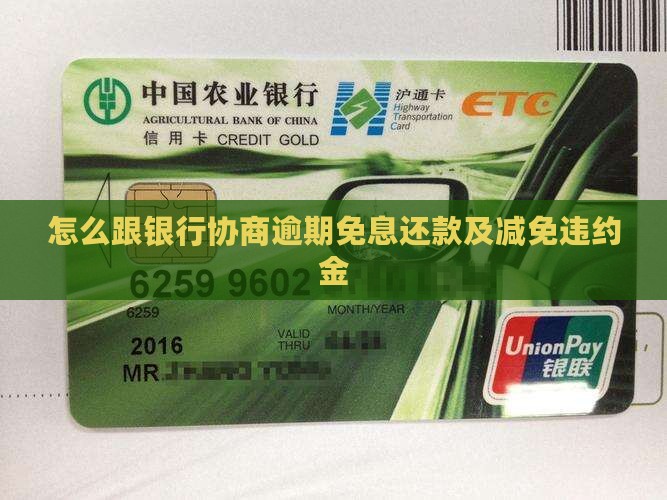 中国农业银行
AGRICULTURAL BANK OF CHINA
信用卡 CREDIT GOLD
沪通卡
Highway
Transportation
Card
ETC
怎么跟银行协商逾期免息还款及减免违约
金
6259 9602
6259
MONTH/YEAR
2016
VALID
THRU
MR.
UnionPay
银联